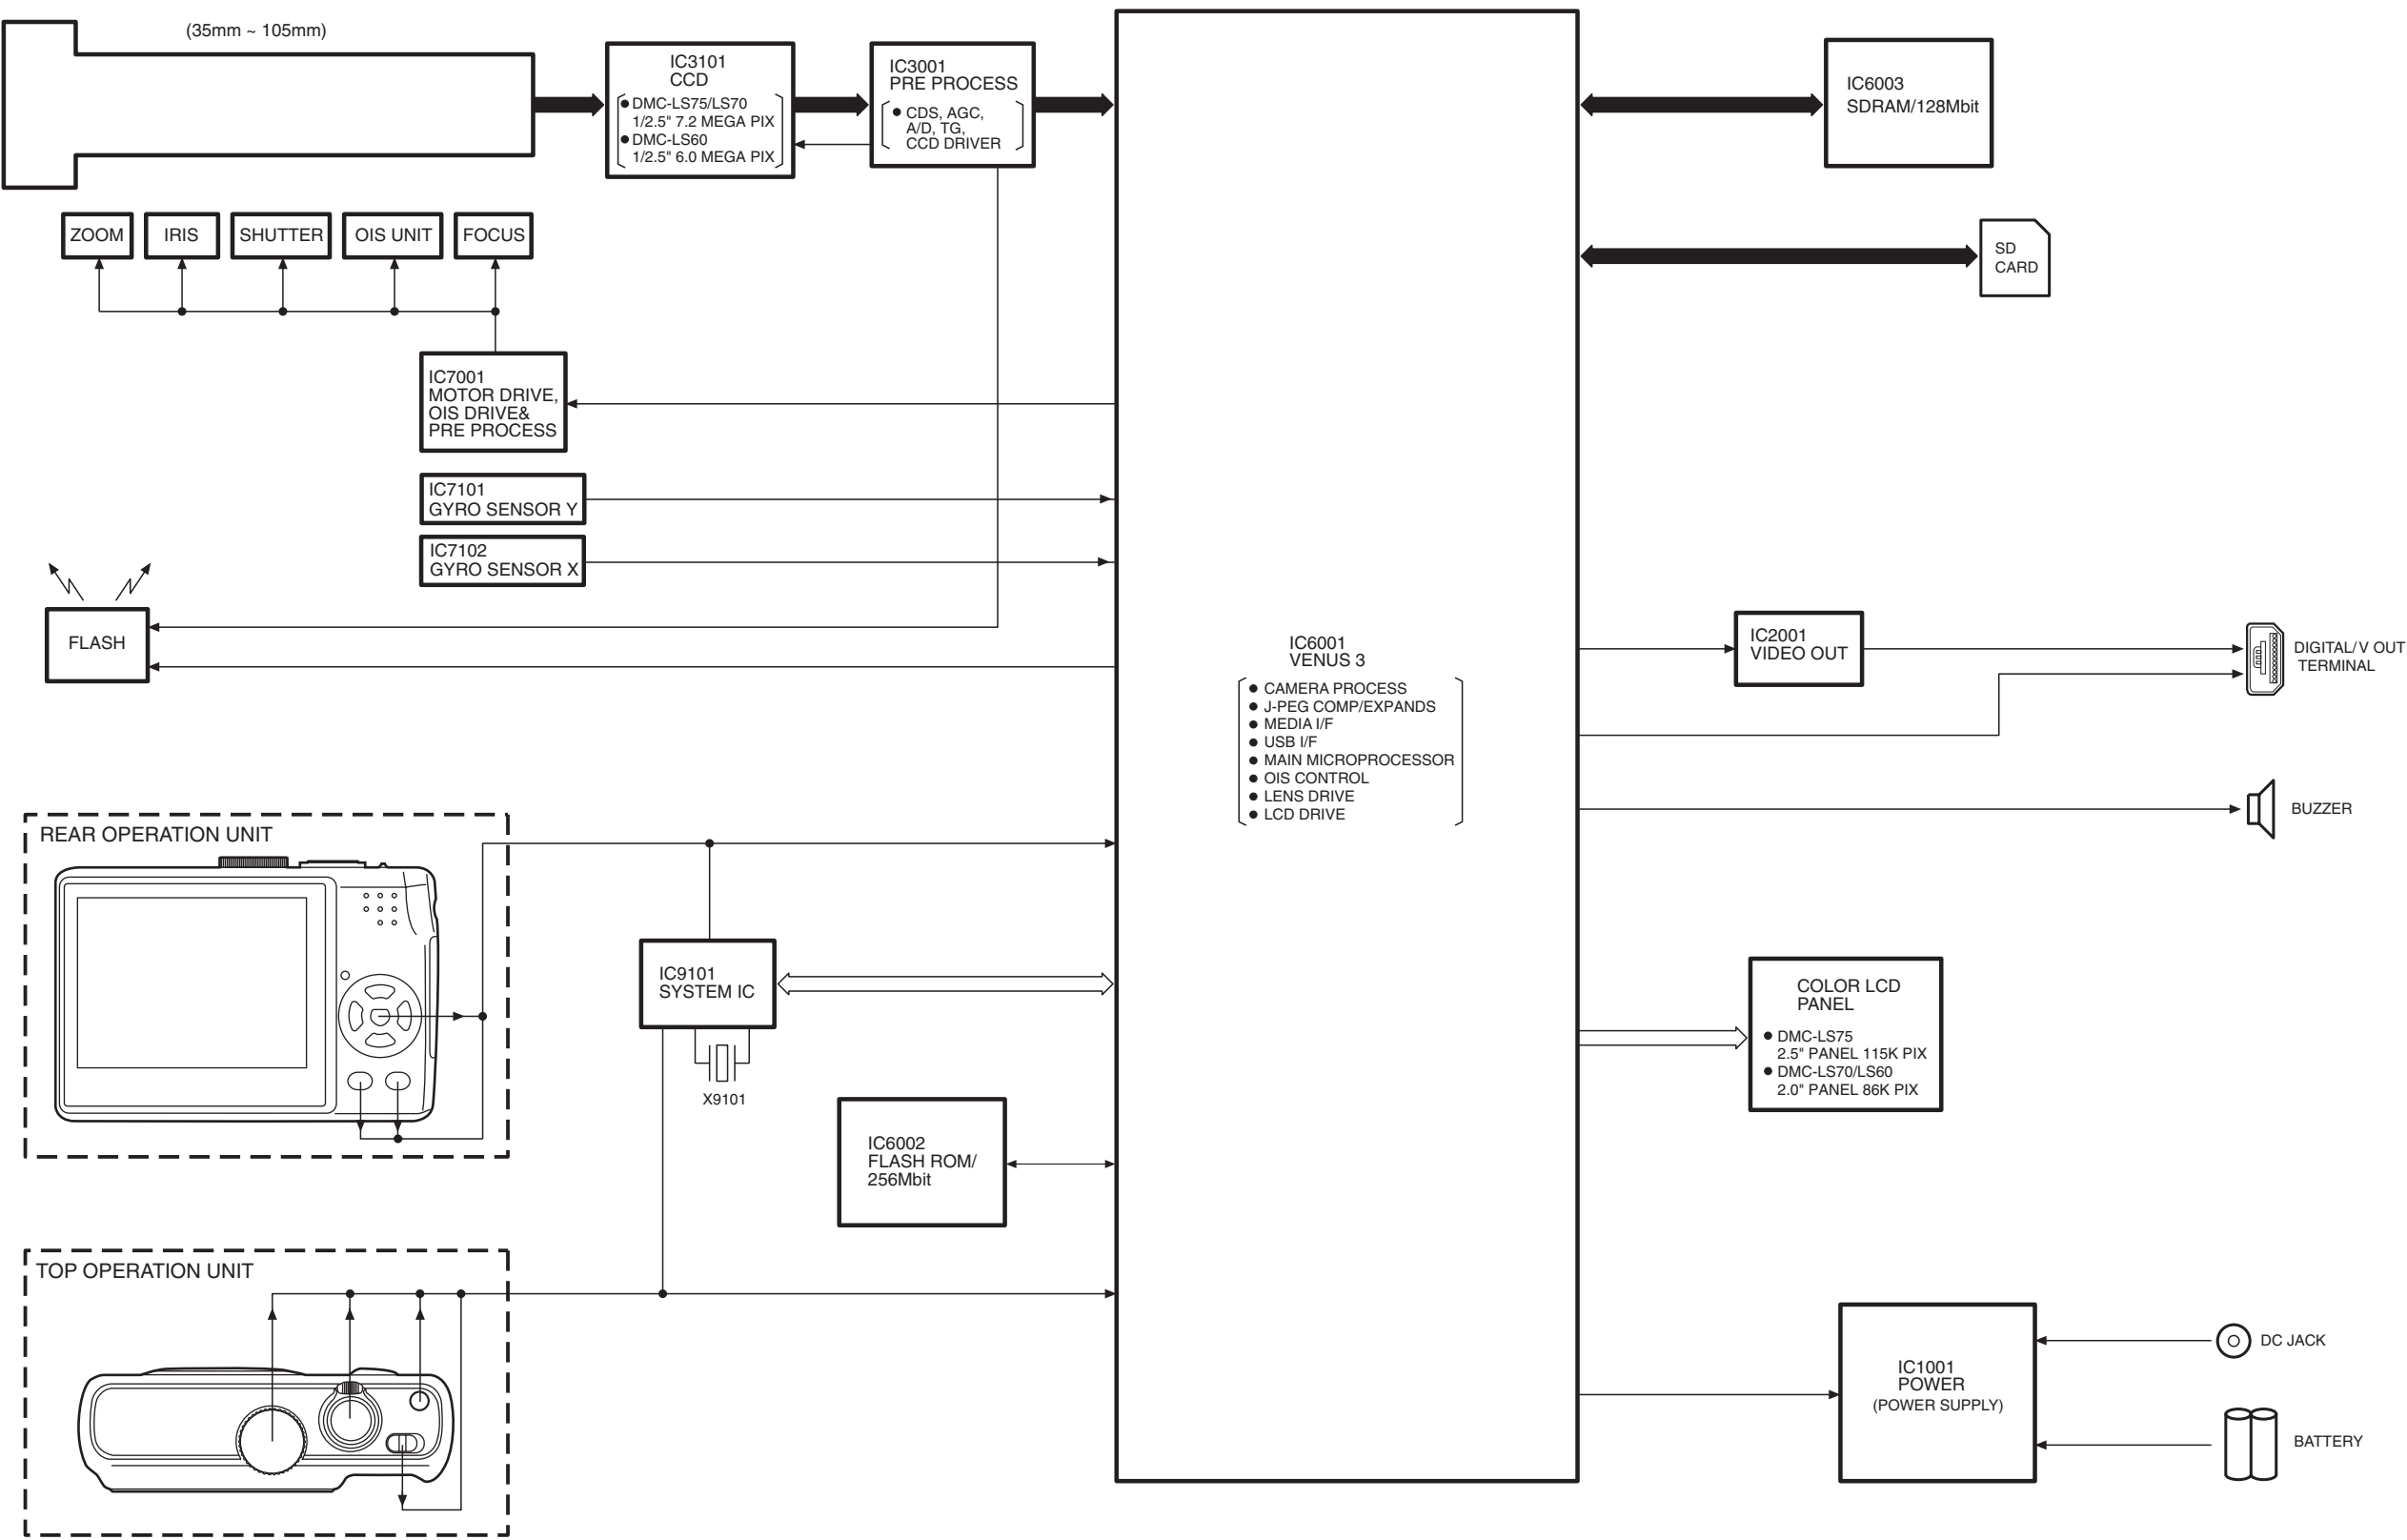 (35mm ~ 105mm)
IC3101
CCD
● DMC-LS75/LS70
1/2.5" 7.2 MEGA PIX
● DMC-LS60
1/2.5" 6.0 MEGA PIX
IC3001
PRE PROCESS
● CDS, AGC,
A/D, TG,
CCD DRIVER
IC6003
SDRAM/128Mbit
ZOOM
IRIS
SHUTTER
OIS UNIT
FOCUS
SD
CARD
IC7001
MOTOR DRIVE,
OIS DRIVE&
PRE PROCESS
IC7101
GYRO SENSOR Y
IC7102
GYRO SENSOR X
FLASH
IC6001
VENUS 3
● CAMERA PROCESS
● J-PEG COMP/EXPANDS
● MEDIA I/F
● USB I/F
● MAIN MICROPROCESSOR
● OIS CONTROL
● LENS DRIVE
● LCD DRIVE
IC2001
VIDEO OUT
DIGITAL/V OUT
TERMINAL
BUZZER
REAR OPERATION UNIT
IC9101
SYSTEM IC
X9101
COLOR LCD
PANEL
● DMC-LS75
2.5" PANEL 115K PIX
● DMC-LS70/LS60
2.0" PANEL 86K PIX
IC6002
FLASH ROM/
256Mbit
TOP OPERATION UNIT
IC1001
POWER
(POWER SUPPLY)
DC JACK
BATTERY